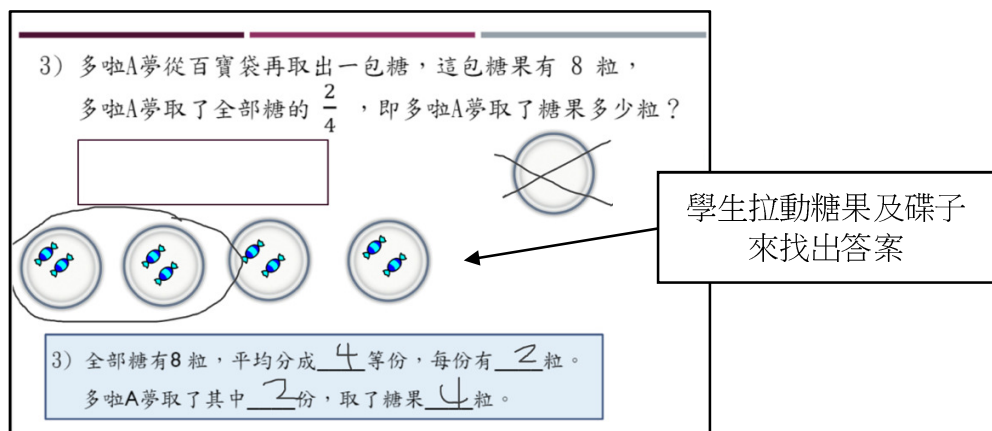 3) 多啦A夢從百寶袋再取出一包糖，這包糖果有 8 粒，
多啦A夢取了全部糖的 2/4 ，即多啦A夢取了糖果多少粒？
學生拉動糖果及碟子
來找出答案
3) 全部糖有8 粒，平均分成 4 等份，每份有 2 粒。
多啦A夢取了其中 2 份，取了糖果 4 粒。